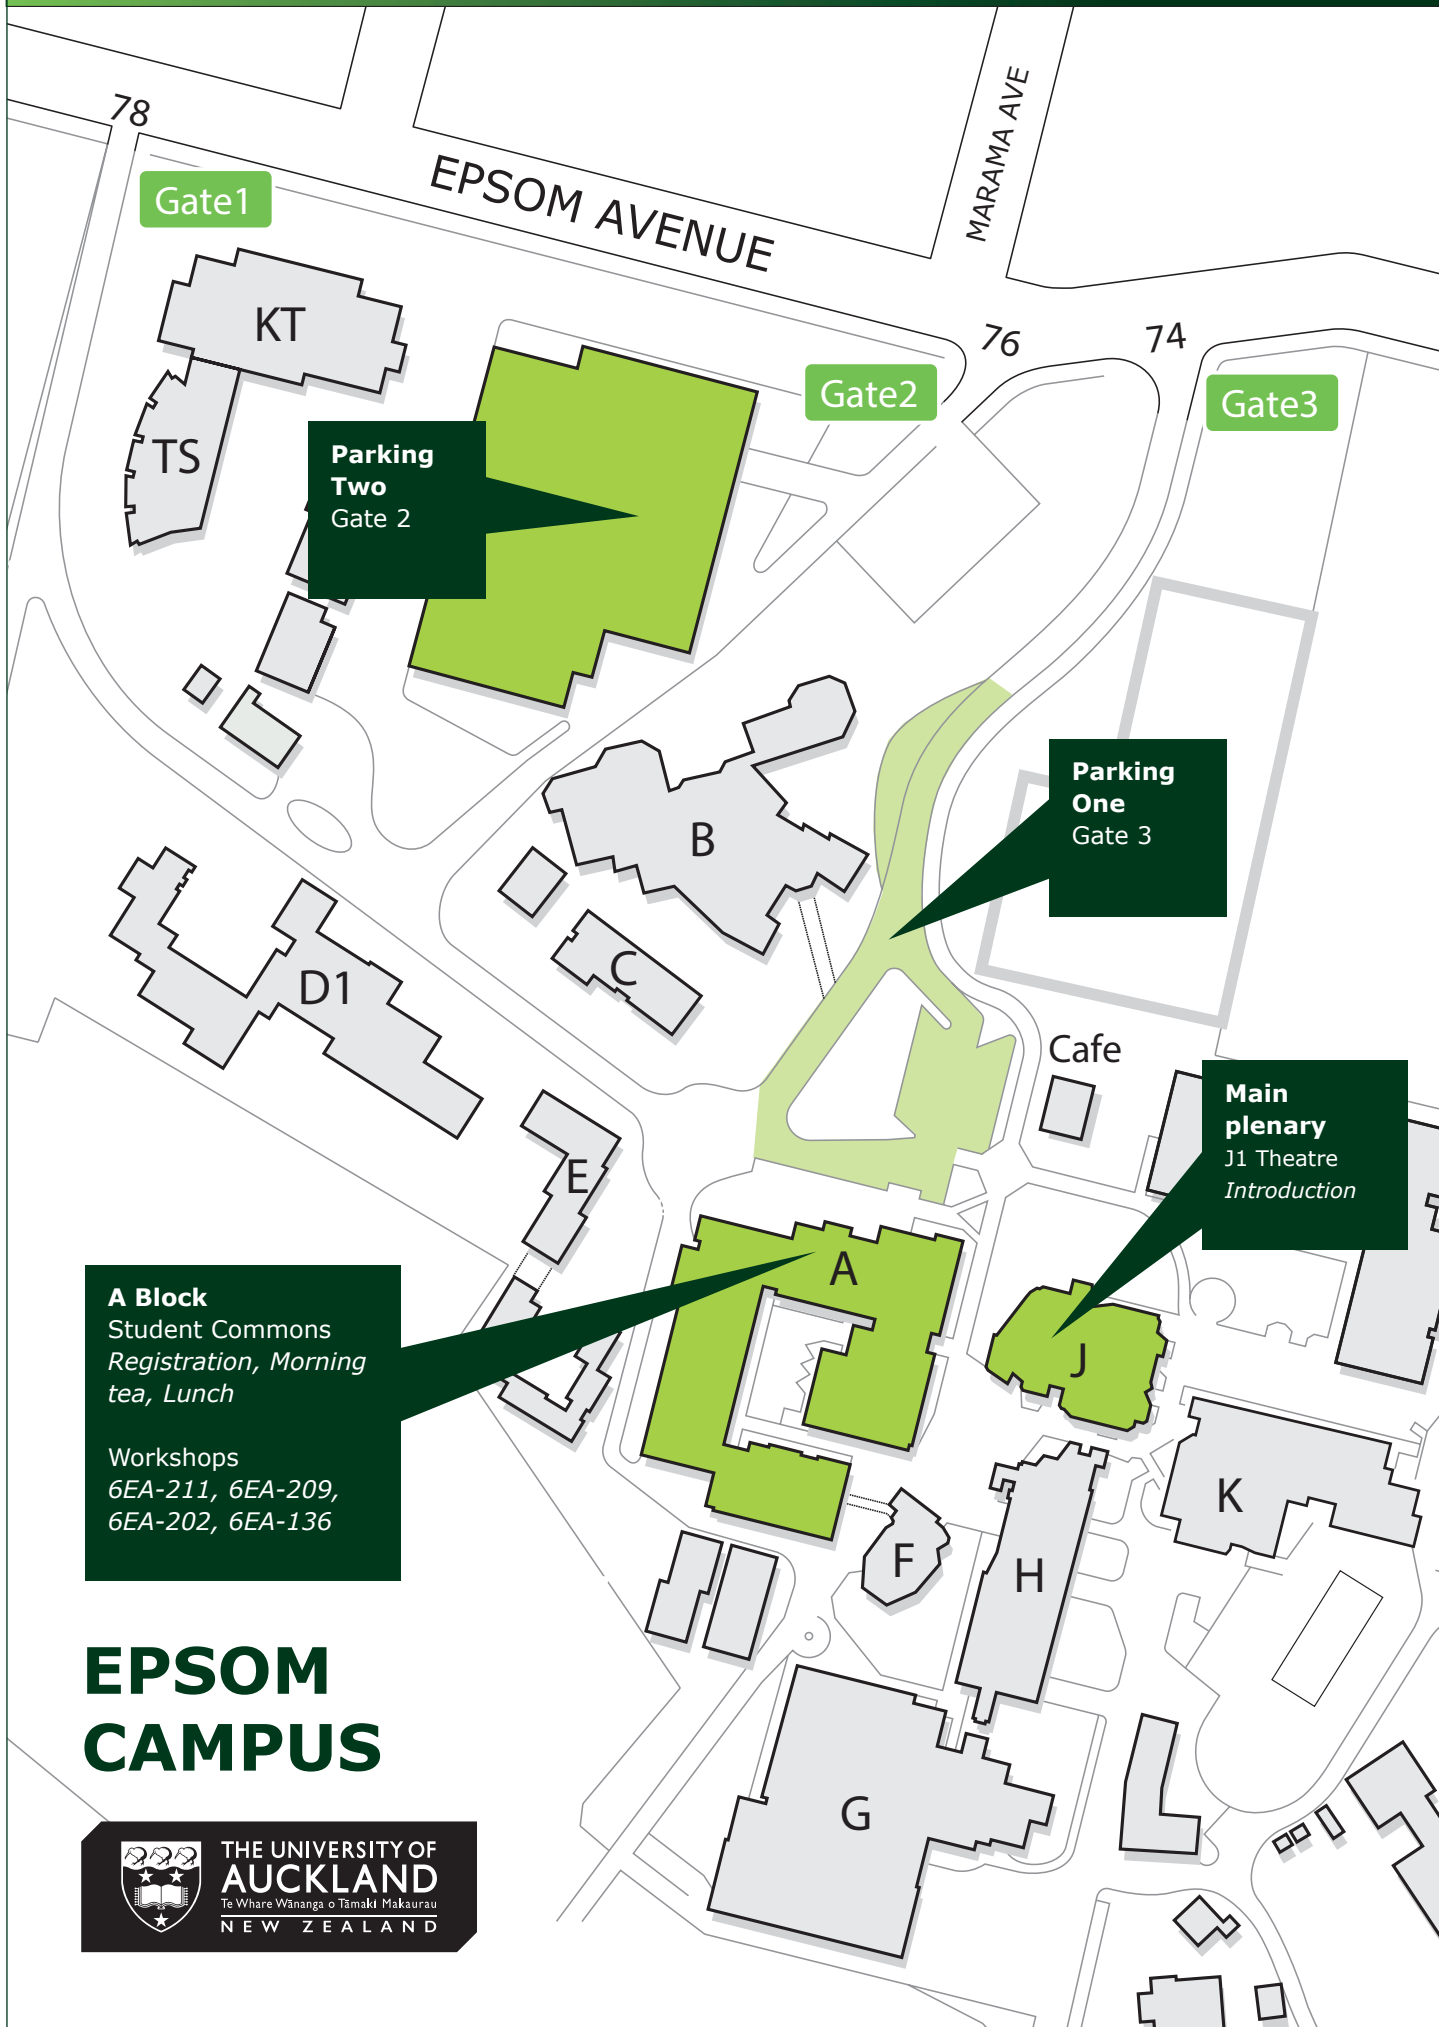 78
MARAMA AVE
EPSOM AVENUE
Gate1
KT
76
74
Gate2
Gate3
TS
Parking
Two
Gate 2
Parking
One
Gate 3
B
C
D1
Cafe
Main
plenary
J1 Theatre
Introduction
E
A
J
A Block
Student Commons
Registration, Morning
tea, Lunch
Workshops
6EA-211, 6EA-209,
6EA-202, 6EA-136
K
F
H
G
EPSOM
CAMPUS
THE UNIVERSITY OF
AUCKLAND
Te Whare Wānanga o Tāmaki Makaurau
NEW ZEALAND